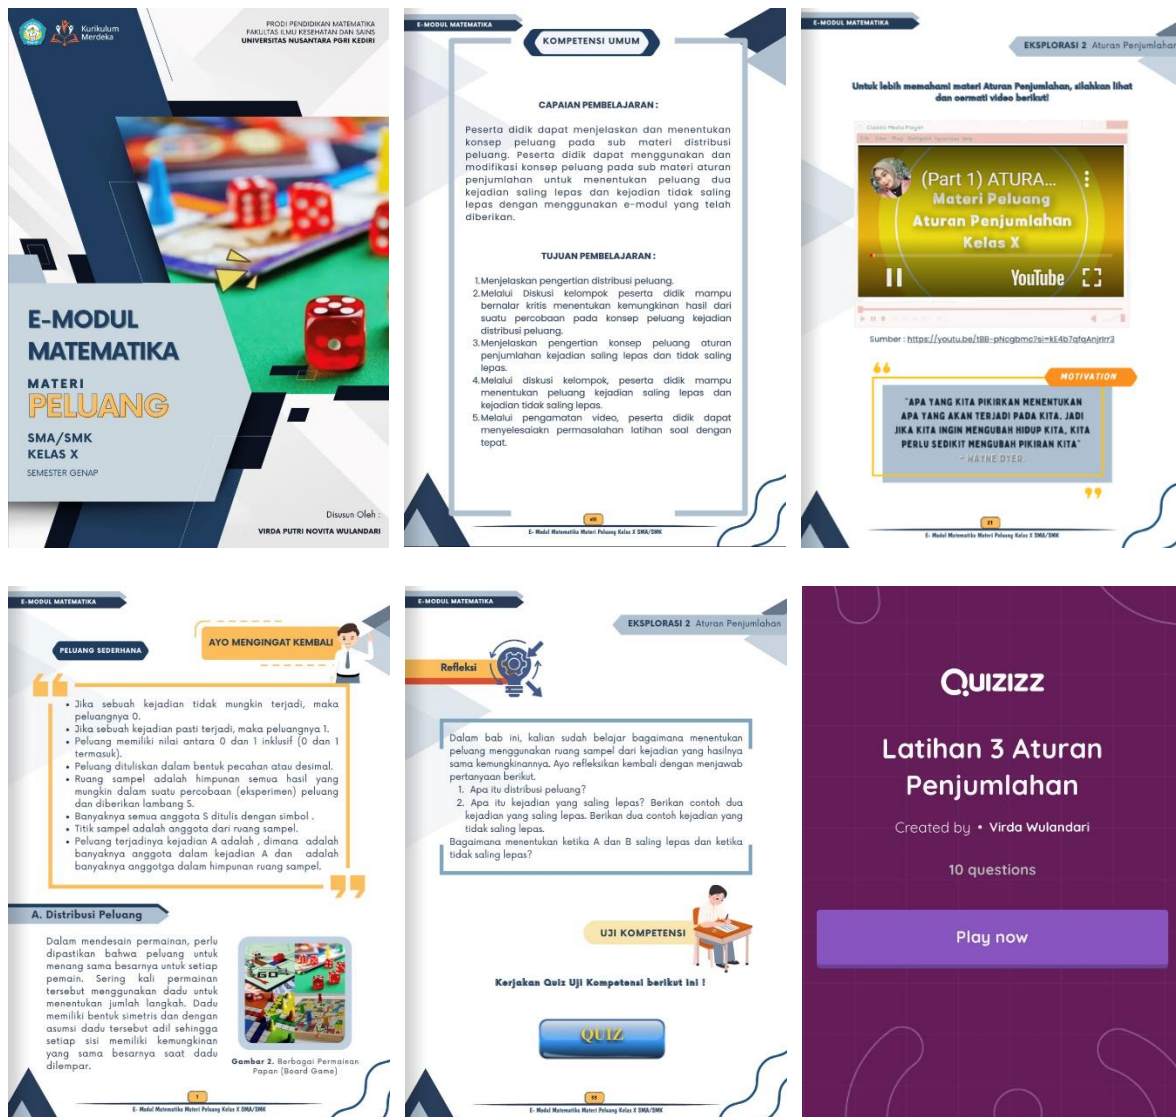 Kurikulum
Merdeka
PRODI PENDIDIKAN MATEMATIKA
FAKULTAS ILMU KESEHATAN DAN SAINS
UNIVERSITAS NUSANTARA PGRI KEDIRI
E-MODUL
MATEMATIKA
MATERI
PELUANG
SMA/SMK
KELAS X
SEMESTER GENAP
Disusun Oleh :
VIRDA PUTRI NOVITA WULANDARI
E-MODUL MATEMATIKA
KOMPETENSI UMUM
CAPAIAN PEMBELAJARAN :
Peserta didik dapat menjelaskan dan menentukan
konsep peluang pada sub materi distribusi
peluang. Peserta didik dapat menggunakan dan
modifikasi konsep peluang pada sub materi aturan
penjumlahan untuk menentukan peluang dua
kejadian saling lepas dan kejadian tidak saling
lepas dengan menggunakan e-modul yang telah
diberikan.
TUJUAN PEMBELAJARAN :
1.Menjelaskan pengertian distribusi peluang.
2.Melalui Diskusi kelompok peserta didik mampu
bernalar kritis menentukan kemungkinan hasil dari
suatu percobaan pada konsep peluang kejadian
distribusi peluang.
3.Menjelaskan pengertian konsep peluang aturan
penjumlahan kejadian saling lepas dan tidak saling
lepas.
4.Melalui diskusi kelompok, peserta didik mampu
menentukan peluang kejadian saling lepas dan
kejadian tidak saling lepas.
5.Melalui pengamatan video, peserta didik dapat
menyelesaiakn permasalahan latihan soal dengan
tepat.
E- Modul Matematika Materi Peluang Kelas X SMA/SMK
E-MODUL MATEMATIKA
EKSPLORASI 2 Aturan Penjumlahan
Untuk lebih memahami materi Aturan Penjumlahan, silahkan lihat
dan cermati video berikut!
Classic Media Player
(Part 1) ATURA...
Materi Peluang
Aturan Penjumlahan
Kelas X
YouTube
Sumber :
MOTIVATION
"APA YANG KITA PIKIRKAN MENENTUKAN
APA YANG AKAN TERJADI PADA KITA. JADI
JIKA KITA INGIN MENGUBAH HIDUP KITA, KITA
PERLU SEDIKIT MENGUBAH PIKIRAN KITA"
- WAYNE DYER.
E- Modul Matematika Materi Peluang Kelas X SMA/SMK
E-MODUL MATEMATIKA
PELUANG SEDERHANA
AYO MENGINGAT KEMBALI
• Jika sebuah kejadian tidak mungkin terjadi, maka
peluangnya 0.
• Jika sebuah kejadian pasti terjadi, maka peluangnya 1.
• Peluang memiliki nilai antara 0 dan 1 inklusif (0 dan 1
termasuk).
• Peluang dituliskan dalam bentuk pecahan atau desimal.
• Ruang sampel adalah himpunan semua hasil yang
mungkin dalam suatu percobaan (eksperimen) peluang
dan diberikan lambang S.
• Banyaknya semua anggota S ditulis dengan simbol .
• Titik sampel adalah anggota dari ruang sampel.
• Peluang terjadinya kejadian A adalah , dimana adalah
banyaknya anggota dalam kejadian A dan adalah
banyaknya anggotga dalam himpunan ruang sampel.
A. Distribusi Peluang
Dalam mendesain permainan, perlu
dipastikan bahwa peluang untuk
menang sama besarnya untuk setiap
pemain. Sering kali permainan
tersebut menggunakan dadu untuk
menentukan jumlah langkah. Dadu
memiliki bentuk simetris dan dengan
asumsi dadu tersebut adil sehingga
setiap sisi memiliki kemungkinan
yang sama besarnya saat dadu
dilempar.
GO
Gambar 2. Berbagai Permainan
Papan (Board Game)
1
E- Modul Matematika Materi Peluang Kelas X SMA/SMK
E-MODUL MATEMATIKA
EKSPLORASI 2 Aturan Penjumlahan
Refleksi
Dalam bab ini, kalian sudah belajar bagaimana menentukan
peluang menggunakan ruang sampel dari kejadian yang hasilnya
sama kemungkinannya. Ayo refleksikan kembali dengan menjawab
pertanyaan berikut.
1. Apa itu distribusi peluang?
2. Apa itu kejadian yang saling lepas? Berikan contoh dua
kejadian yang saling lepas. Berikan dua contoh kejadian yang
tidak saling lepas.
Bagaimana menentukan ketika A dan B saling lepas dan ketika
tidak saling lepas?
UJI KOMPETENSI
Kerjakan Quiz Uji Kompetensi berikut ini !
QUIZ
E- Modul Matematika Materi Peluang Kelas X SMA/SMK
Quizizz
Latihan 3 Aturan
Penjumlahan
Created by • Virda Wulandari
10 questions
Play now